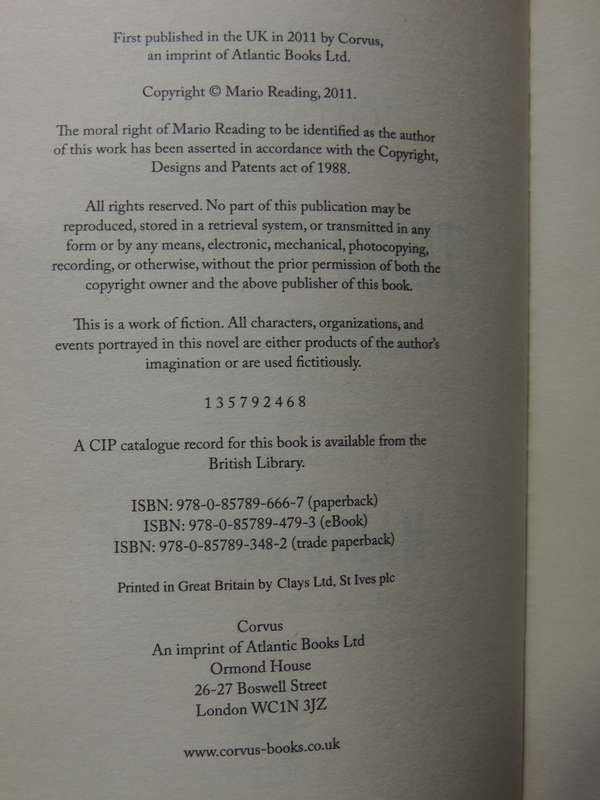 First published in the UK in 2011 by Corvus,
an imprint of Atlantic Books Ltd.
Copyright © Mario Reading, 2011.
The moral right of Mario Reading to be identified as the author
of this work has been asserted in accordance with the Copyright,
Designs and Patents act of 1988.
All rights reserved. No part of this publication may be
reproduced, stored in a retrieval system, or transmitted in any
form or by any means, electronic, mechanical, photocopying,
recording, or otherwise, without the prior permission of both the
copyright owner and the above publisher of this book.
This is a work of fiction. All characters, organizations, and
events portrayed in this novel are either products of the author's
imagination or are used fictitiously.
1 3 5 7 9 2 4 6 8
A CIP catalogue record for this book is available from the
British Library.
ISBN: 978-0-85789-666-7 (paperback)
ISBN: 978-0-85789-479-3 (eBook)
ISBN: 978-0-85789-348-2 (trade paperback)
Printed in Great Britain by Clays Ltd, St Ives plc
Corvus
An imprint of Atlantic Books Ltd
Ormond House
26-27 Boswell Street
London WC1N 3JZ
www.corvus-books.co.uk